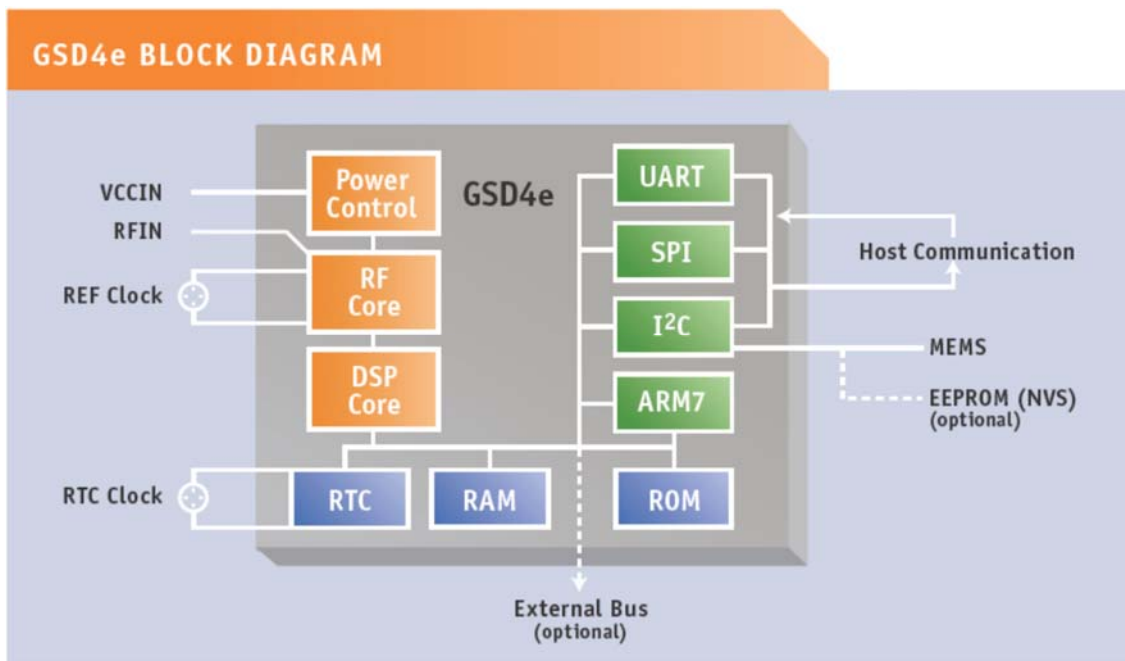 GSD4e BLOCK DIAGRAM
VCCIN
RFIN
REF Clock
RTC Clock
Power
Control
RF
Core
DSP
Core
RTC
RAM
ROM
GSD4e
UART
SPI
I²C
ARM7
Host Communication
MEMS
EEPROM (NVS)
(optional)
External Bus
(optional)